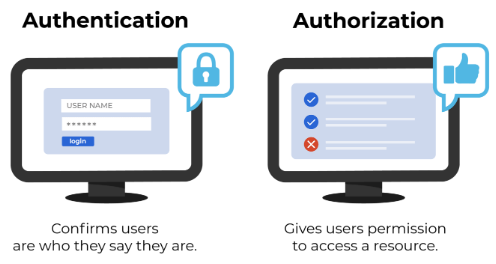 Authentication
Authorization
USER NAME
******
login
Confirms users
are who they say they are.
Gives users permission
to access a resource.